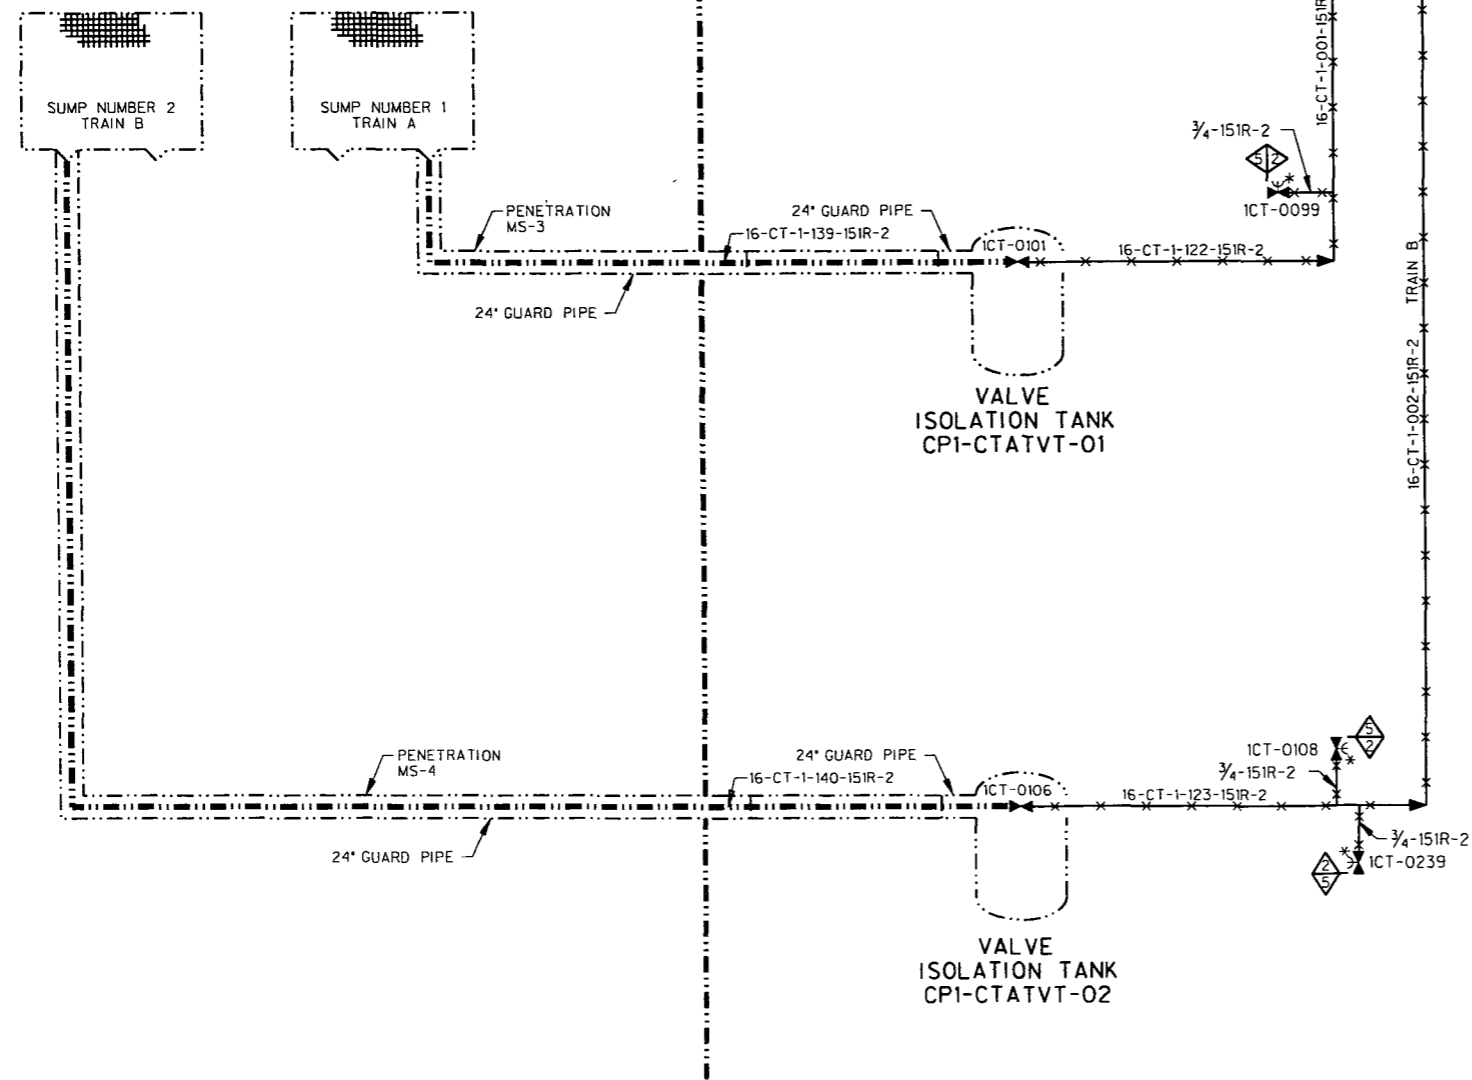 SUMP NUMBER 2
TRAIN B
SUMP NUMBER 1
TRAIN A
16-CT-1-001-151R
3/4-151R-2
5 2
*
1CT-0099
PENETRATION
MS-3
24" GUARD PIPE
16-CT-1-139-151R-2
1CT-0101
16-CT-1-122-151R-2
24" GUARD PIPE
VALVE
ISOLATION TANK
CP1-CTATVT-01
16-CT-1-002-151R-2 TRAIN B
PENETRATION
MS-4
24" GUARD PIPE
16-CT-1-140-151R-2
1CT-0106
16-CT-1-123-151R-2
1CT-0108
5
2
*
3/4-151R-2
3/4-151R-2
*
1CT-0239
2
5
24" GUARD PIPE
VALVE
ISOLATION TANK
CP1-CTATVT-02